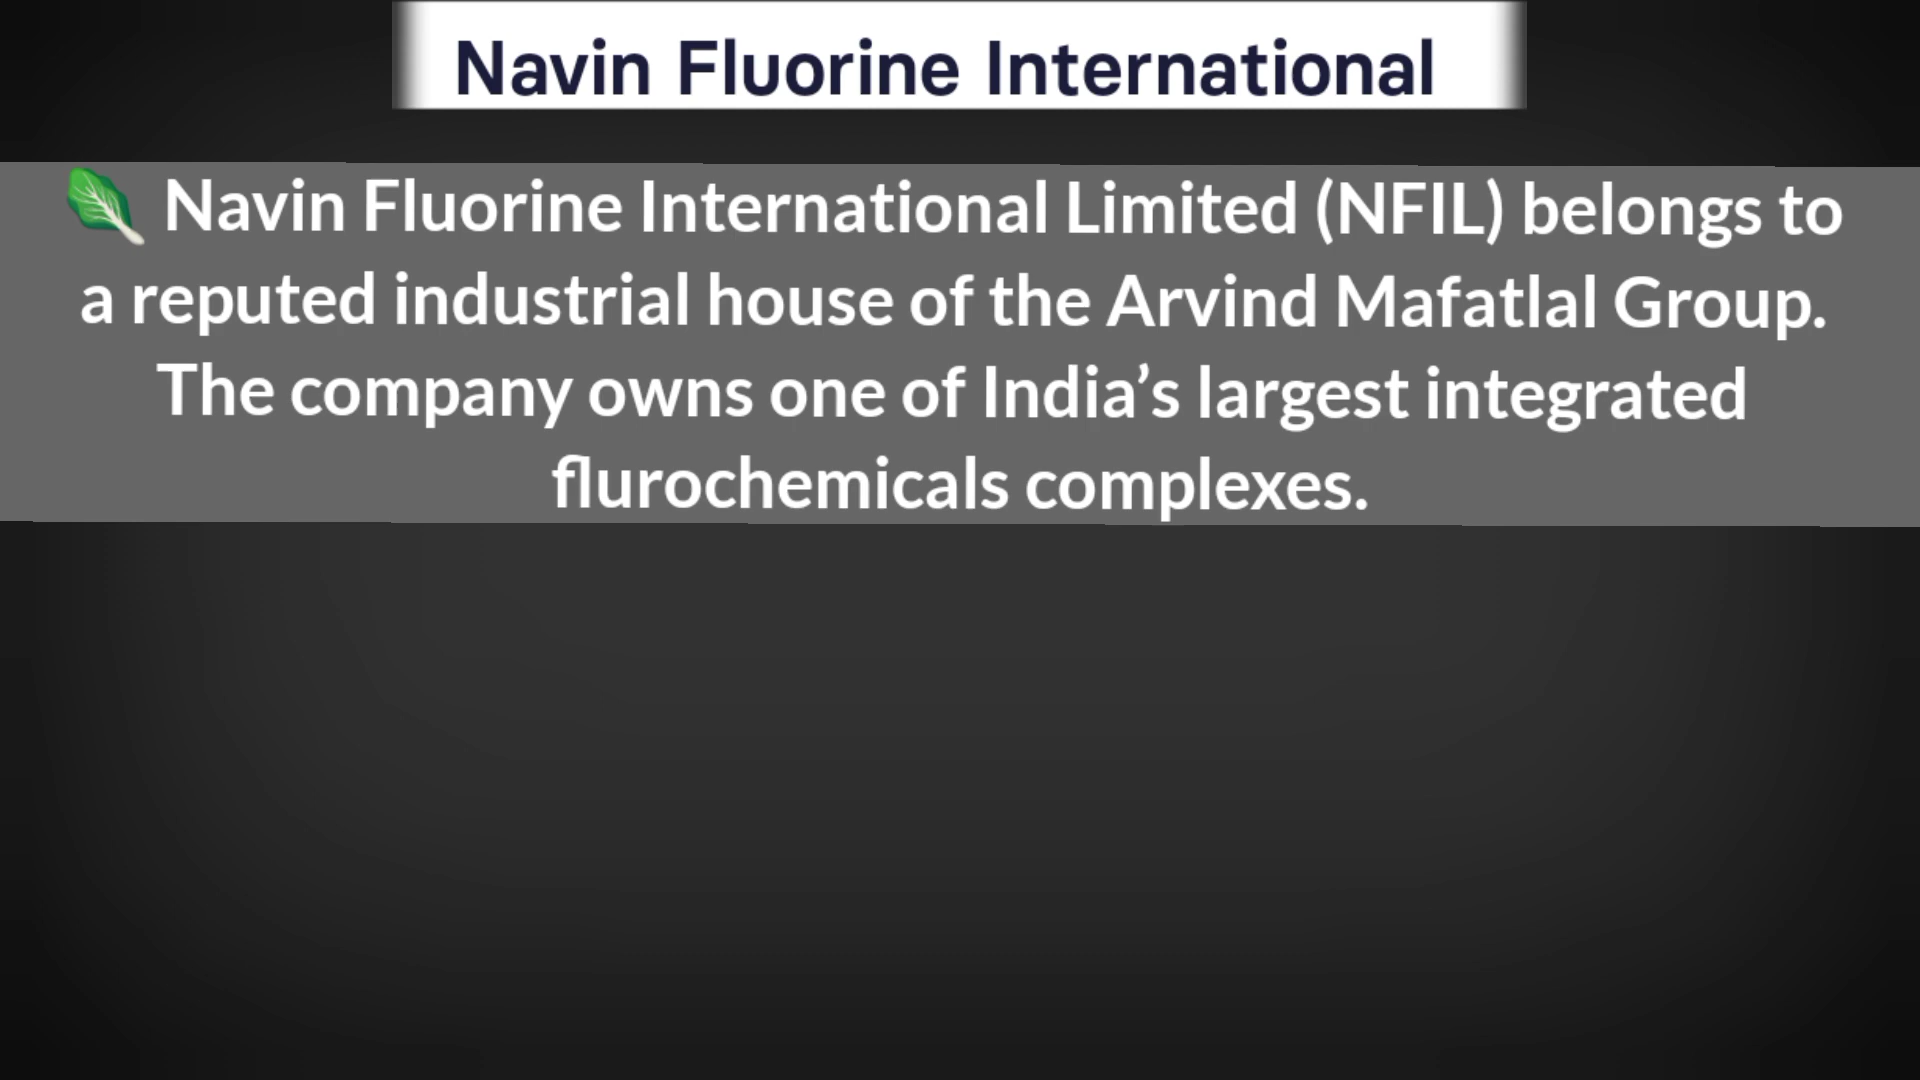 Navin Fluorine International
Navin Fluorine International Limited (NFIL) belongs to
a reputed industrial house of the Arvind Mafatlal Group.
The company owns one of India’s largest integrated
flurochemicals complexes.